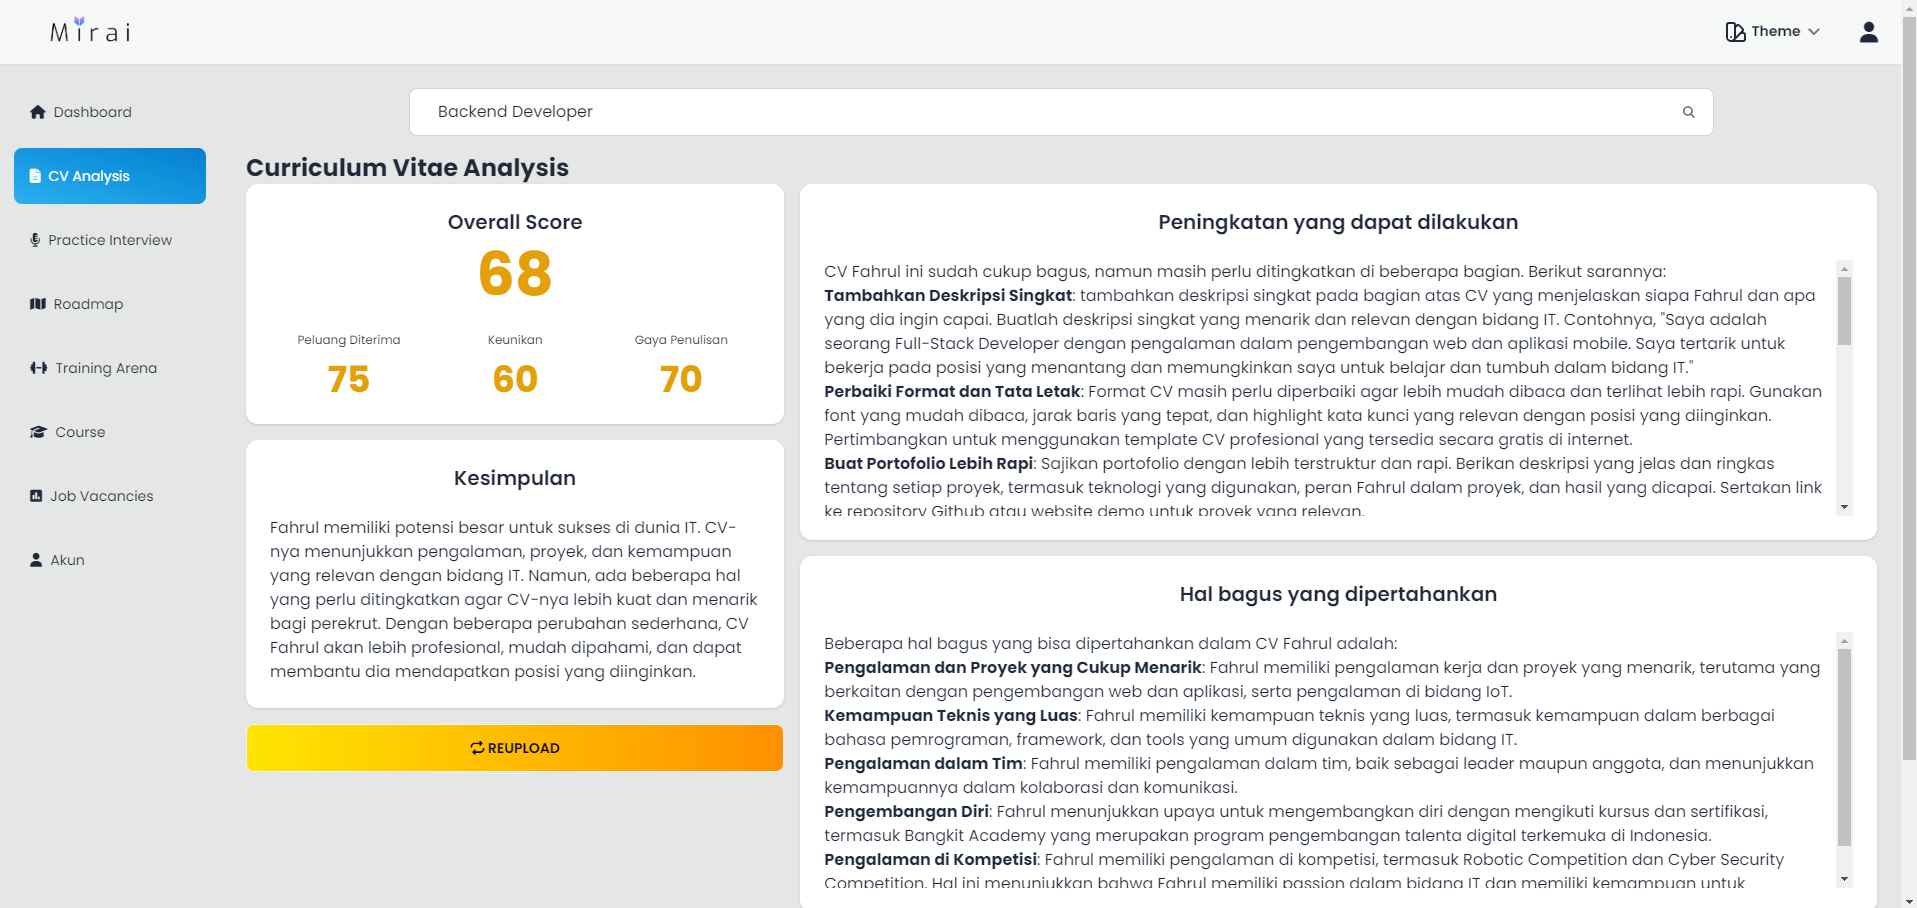 Mirai
Theme
Dashboard
CV Analysis
Practice Interview
Roadmap
Training Arena
Course
Job Vacancies
Akun
Backend Developer
Curriculum Vitae Analysis
Overall Score
68
Peluang Diterima
75
Keunikan
60
Gaya Penulisan
70
Kesimpulan
Fahrul memiliki potensi besar untuk sukses di dunia IT. CV-
nya menunjukkan pengalaman, proyek, dan kemampuan
yang relevan dengan bidang IT. Namun, ada beberapa hal
yang perlu ditingkatkan agar CV-nya lebih kuat dan menarik
bagi perekrut. Dengan beberapa perubahan sederhana, CV
Fahrul akan lebih profesional, mudah dipahami, dan dapat
membantu dia mendapatkan posisi yang diinginkan.
REUPLOAD
Peningkatan yang dapat dilakukan
CV Fahrul ini sudah cukup bagus, namun masih perlu ditingkatkan di beberapa bagian. Berikut sarannya:
Tambahkan Deskripsi Singkat: tambahkan deskripsi singkat pada bagian atas CV yang menjelaskan siapa Fahrul dan apa
yang dia ingin capai. Buatlah deskripsi singkat yang menarik dan relevan dengan bidang IT. Contohnya, "Saya adalah
seorang Full-Stack Developer dengan pengalaman dalam pengembangan web dan aplikasi mobile. Saya tertarik untuk
bekerja pada posisi yang menantang dan memungkinkan saya untuk belajar dan tumbuh dalam bidang IT."
Perbaiki Format dan Tata Letak: Format CV masih perlu diperbaiki agar lebih mudah dibaca dan terlihat lebih rapi. Gunakan
font yang mudah dibaca, jarak baris yang tepat, dan highlight kata kunci yang relevan dengan posisi yang diinginkan.
Pertimbangkan untuk menggunakan template CV profesional yang tersedia secara gratis di internet.
Buat Portofolio Lebih Rapi: Sajikan portofolio dengan lebih terstruktur dan rapi. Berikan deskripsi yang jelas dan ringkas
tentang setiap proyek, termasuk teknologi yang digunakan, peran Fahrul dalam proyek, dan hasil yang dicapai. Sertakan link
ke repository Github atau website demo untuk proyek yang relevan.
Hal bagus yang dipertahankan
Beberapa hal bagus yang bisa dipertahankan dalam CV Fahrul adalah:
Pengalaman dan Proyek yang Cukup Menarik: Fahrul memiliki pengalaman kerja dan proyek yang menarik, terutama yang
berkaitan dengan pengembangan web dan aplikasi, serta pengalaman di bidang IoT.
Kemampuan Teknis yang Luas: Fahrul memiliki kemampuan teknis yang luas, termasuk kemampuan dalam berbagai
bahasa pemrograman, framework, dan tools yang umum digunakan dalam bidang IT.
Pengalaman dalam Tim: Fahrul memiliki pengalaman dalam tim, baik sebagai leader maupun anggota, dan menunjukkan
kemampuannya dalam kolaborasi dan komunikasi.
Pengembangan Diri: Fahrul menunjukkan upaya untuk mengembangkan diri dengan mengikuti kursus dan sertifikasi,
termasuk Bangkit Academy yang merupakan program pengembangan talenta digital terkemuka di Indonesia.
Pengalaman di Kompetisi: Fahrul memiliki pengalaman di kompetisi, termasuk Robotic Competition dan Cyber Security
Competition. Hal ini menunjukkan bahwa Fahrul memiliki passion dalam bidang IT dan memiliki kemampuan untuk